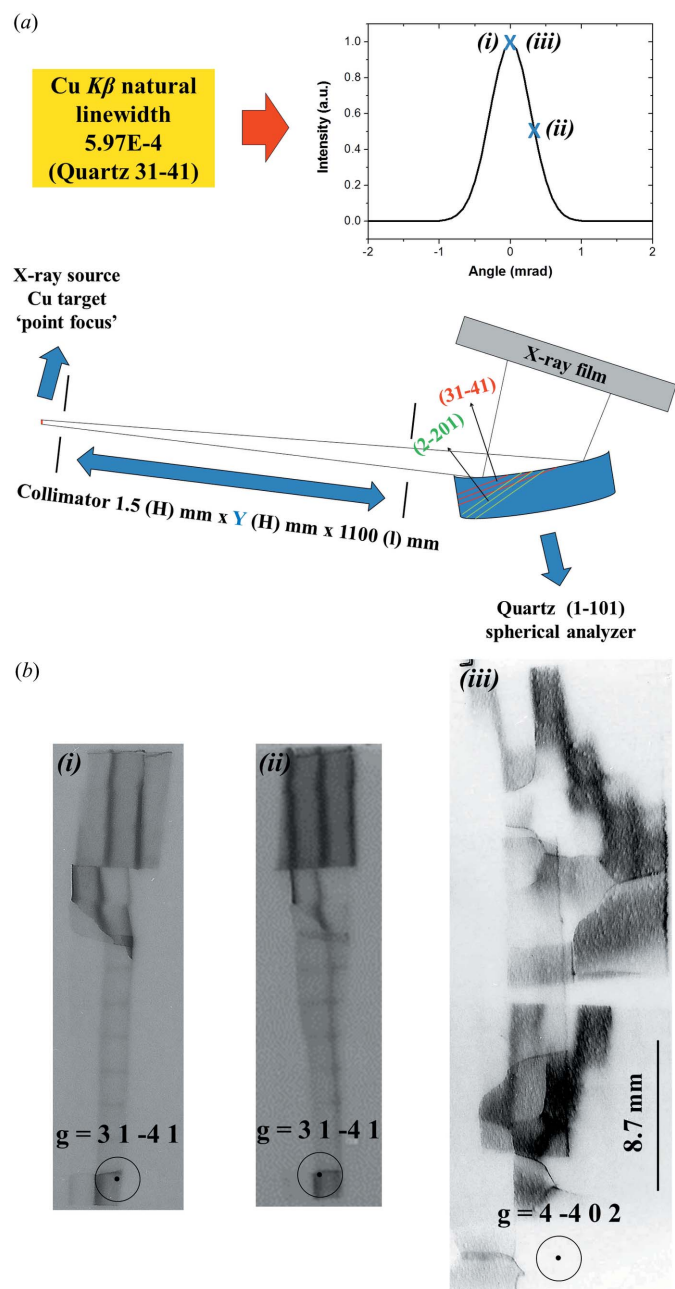 (a)
Cu Kβ natural
linewidth
5.97E-4
(Quartz 31-41)
(i)
(iii)
(ii)
1.0
0.8
0.6
0.4
0.2
0.0
Intensity (a.u.)
-2
-1
0
1
2
Angle (mrad)
X-ray source
Cu target
'point focus'
X-ray film
(31-41)
(2-201)
Collimator 1.5 (H) mm x Y (H) mm x 1100 (l) mm
Quartz (1-101)
spherical analyzer
(b)
(i)
g = 3 1 -4 1
(ii)
g = 3 1 -4 1
(iii)
8.7 mm
g = 4 -4 0 2